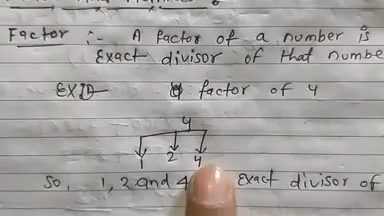 Factor :- A factor of a number is
Exact divisor of that numbe
EX 1) factor of 4
4
1 2 4
So, 1, 2 and 4 Exact divisor of